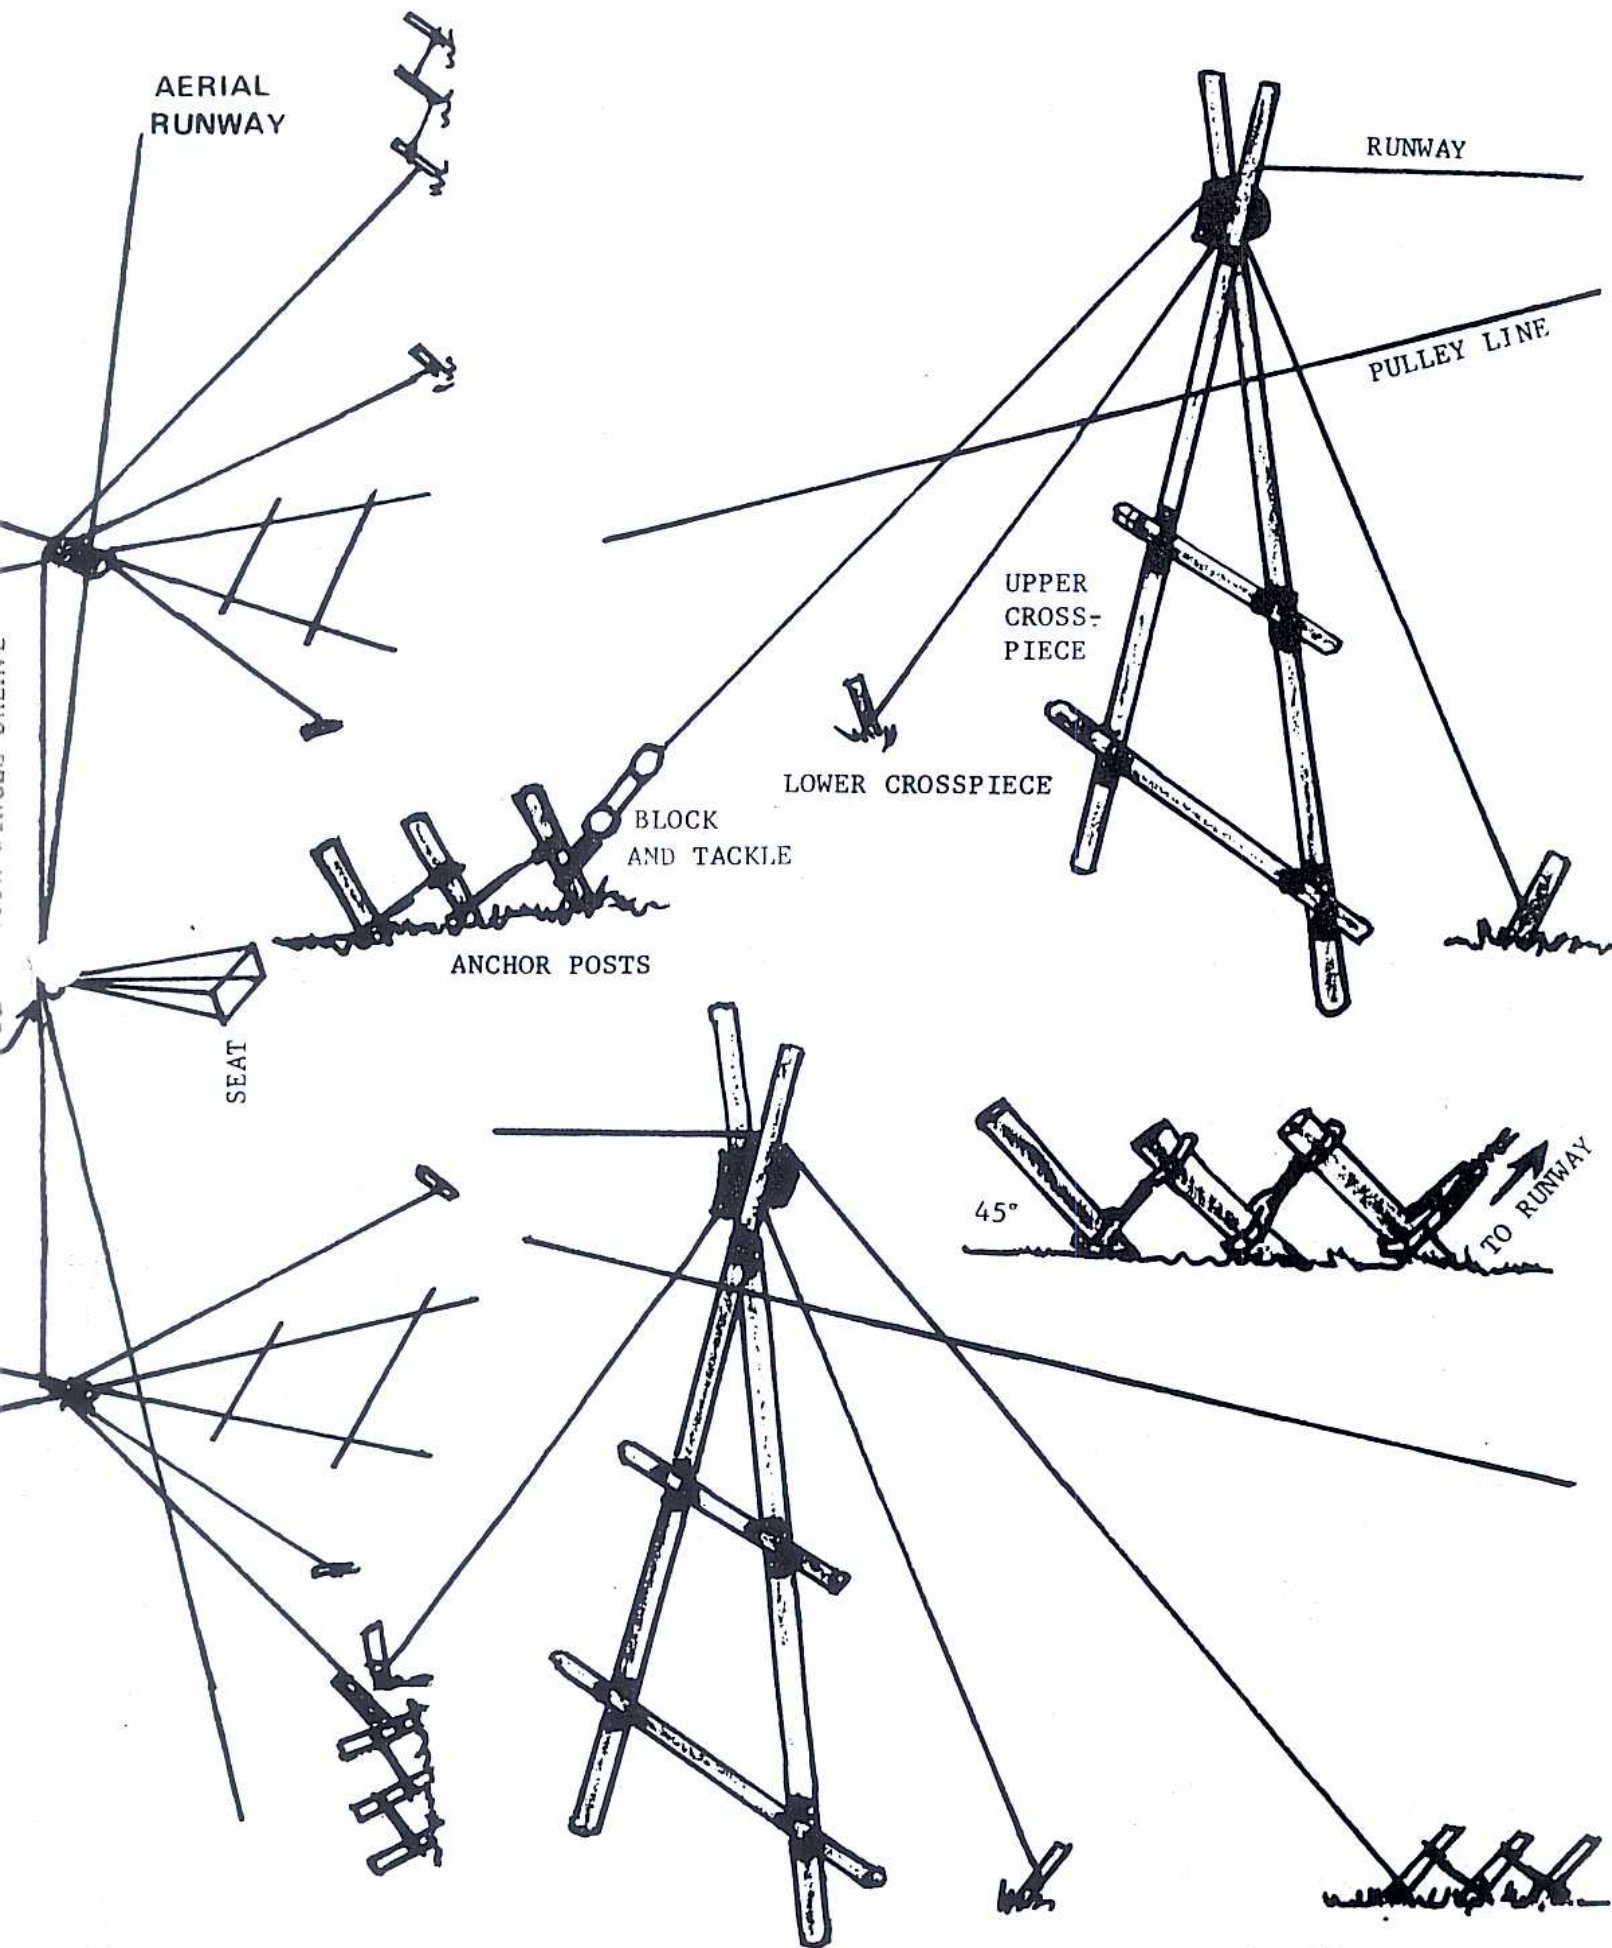 AERIAL
RUNWAY
RUNWAY
PULLEY LINE
UPPER
CROSS-
PIECE
LOWER CROSSPIECE
BLOCK
AND TACKLE
ANCHOR POSTS
SEAT
45°
TO RUNWAY